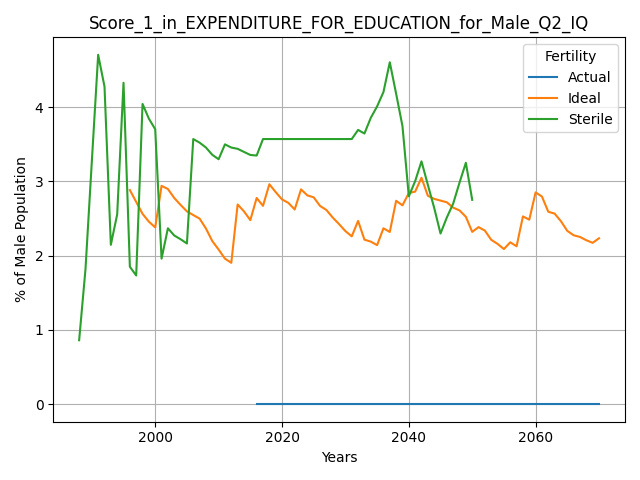 Score_1_in_EXPENDITURE_FOR_EDUCATION_for_Male_Q2_IQ
Fertility
Actual
Ideal
Sterile
% of Male Population
4
3
2
1
0
2000 2020 2040 2060
Years